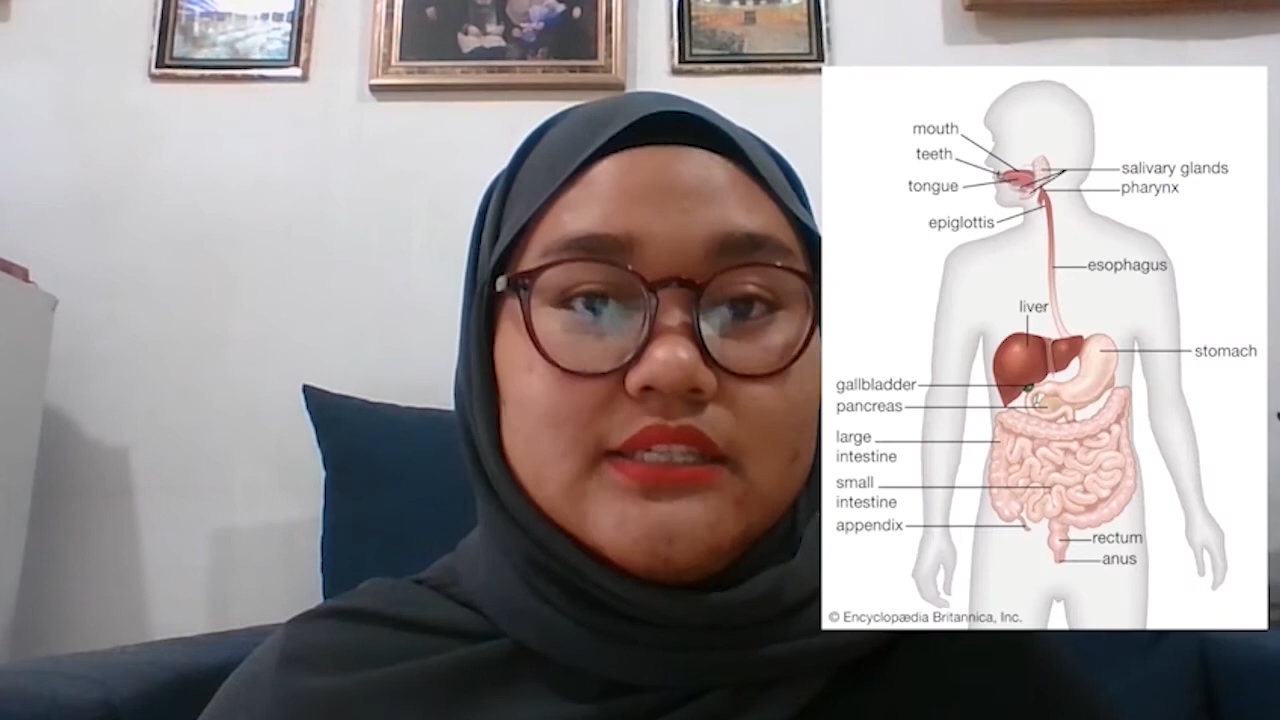 mouth
teeth
tongue
salivary glands
pharynx
epiglottis
esophagus
liver
stomach
gallbladder
pancreas
large
intestine
small
intestine
appendix
rectum
anus
© Encyclopædia Britannica, Inc.